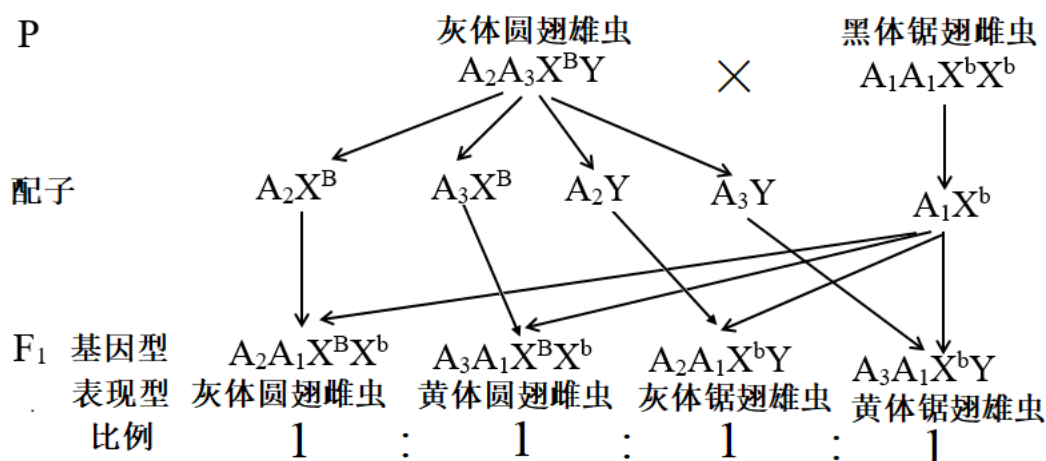 P 灰体圆翅雄虫 黑体锯翅雌虫
A₂A₃XᴮY × A₁A₁XᵇXᵇ
配子 A₂Xᴮ A₃Xᴮ A₂Y A₃Y A₁Xᵇ
F₁ 基因型 A₂A₁XᴮXᵇ A₃A₁XᴮXᵇ A₂A₁XᵇY A₃A₁XᵇY
表现型 灰体圆翅雌虫 黄体圆翅雌虫 灰体锯翅雄虫 黄体锯翅雄虫
比例 1 : 1 : 1 : 1